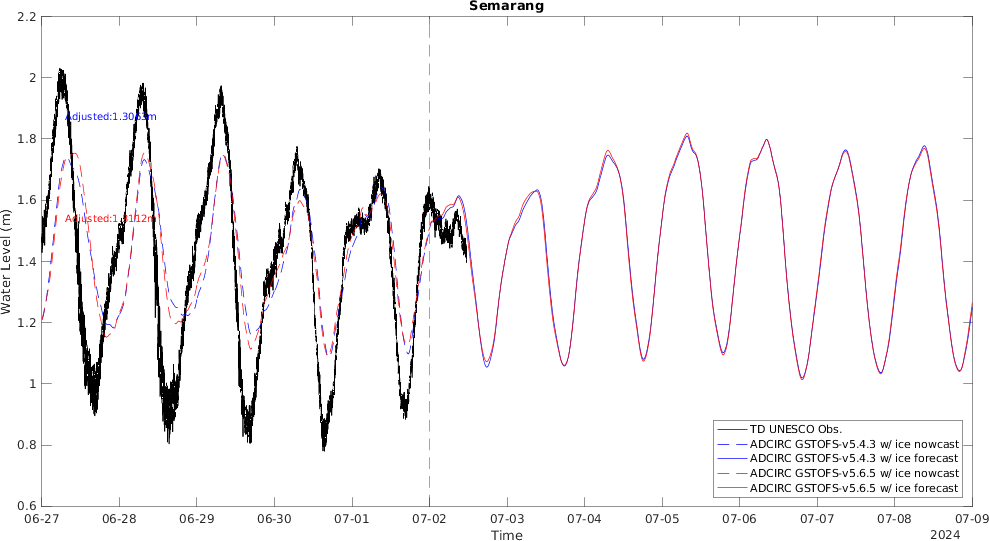 Semarang
2.2
2
1.8
1.6
1.4
1.2
1
0.8
0.6
Water Level (m)
Adjusted:1.3063m
Adjusted:1.3112m
TD UNESCO Obs.
ADCIRC GSTOFS-v5.4.3 w/ ice nowcast
ADCIRC GSTOFS-v5.4.3 w/ ice forecast
ADCIRC GSTOFS-v5.6.5 w/ ice nowcast
ADCIRC GSTOFS-v5.6.5 w/ ice forecast
06-27 06-28 06-29 06-30 07-01 07-02 07-03 07-04 07-05 07-06 07-07 07-08 07-09
Time
2024